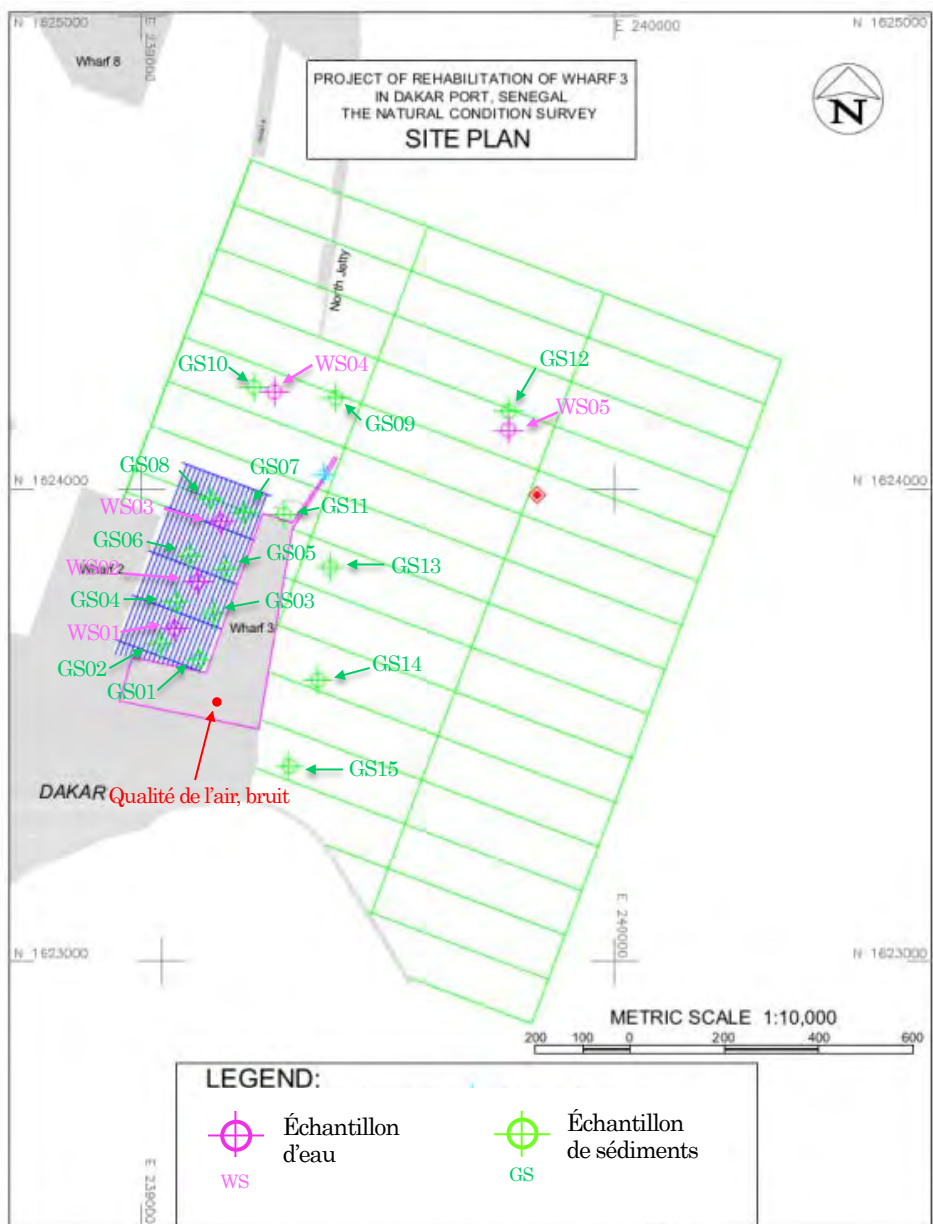 N 1625000
E 239000
E 240000
N 1625000
Wharf 8
PROJECT OF REHABILITATION OF WHARF 3
IN DAKAR PORT, SENEGAL
THE NATURAL CONDITION SURVEY
SITE PLAN
N
North Jetty
GS10
WS04
GS09
GS12
WS05
GS08
GS07
N 1624000
N 1624000
WS03
GS11
GS06
GS05
GS13
Wharf 2
GS04
GS03
WS01
Wharf 3
GS02
GS14
GS01
GS15
DAKAR
Qualité de l'air, bruit
E 240000
N 1623000
N 1623000
METRIC SCALE 1:10,000
200 100 0 200 400 600
LEGEND:
Échantillon
d'eau
WS
Échantillon
de sédiments
GS
E 239000